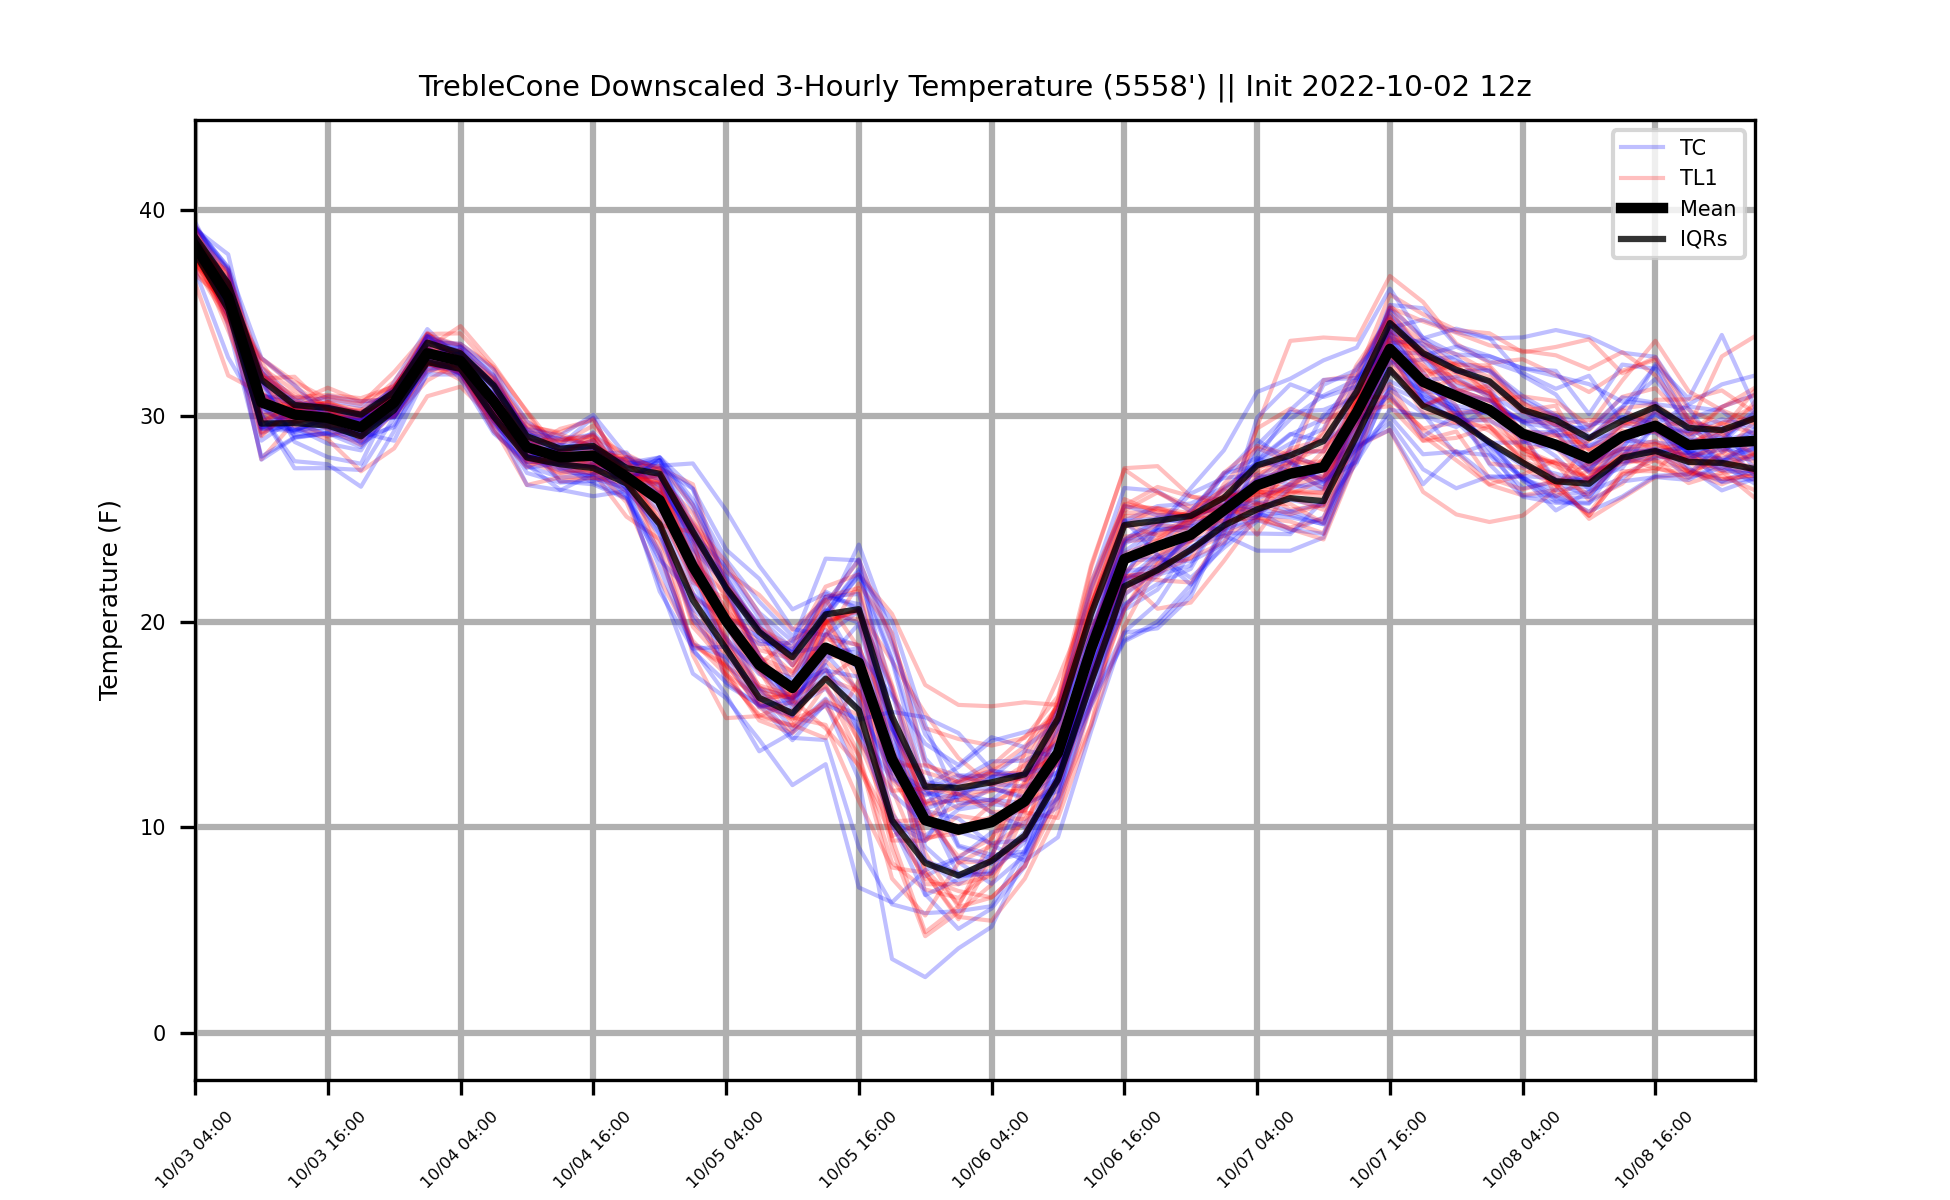 TrebleCone Downscaled 3-Hourly Temperature (5558') || Init 2022-10-02 12z
TC
TL1
Mean
IQRs
Temperature (F)
40
30
20
10
0
10/03 04:00
10/03 16:00
10/04 04:00
10/04 16:00
10/05 04:00
10/05 16:00
10/06 04:00
10/06 16:00
10/07 04:00
10/07 16:00
10/08 04:00
10/08 16:00